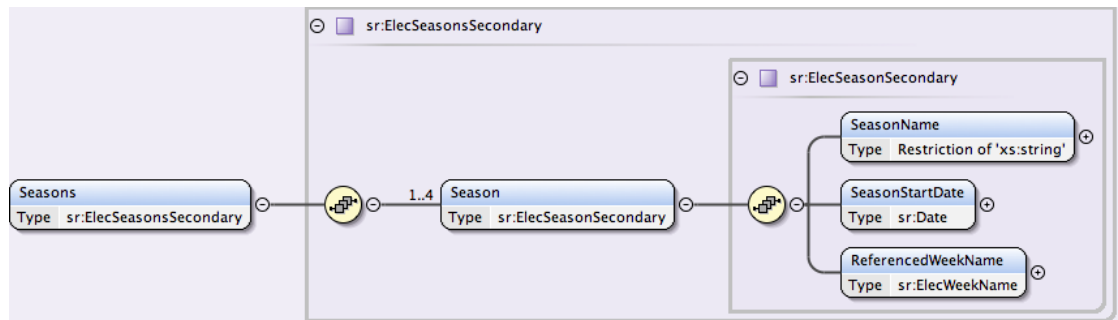 sr:ElecSeasonsSecondary
sr:ElecSeasonSecondary
SeasonName
Type Restriction of 'xs:string'
Seasons
Type sr:ElecSeasonsSecondary
1..4
Season
Type sr:ElecSeasonSecondary
SeasonStartDate
Type sr:Date
ReferencedWeekName
Type sr:ElecWeekName